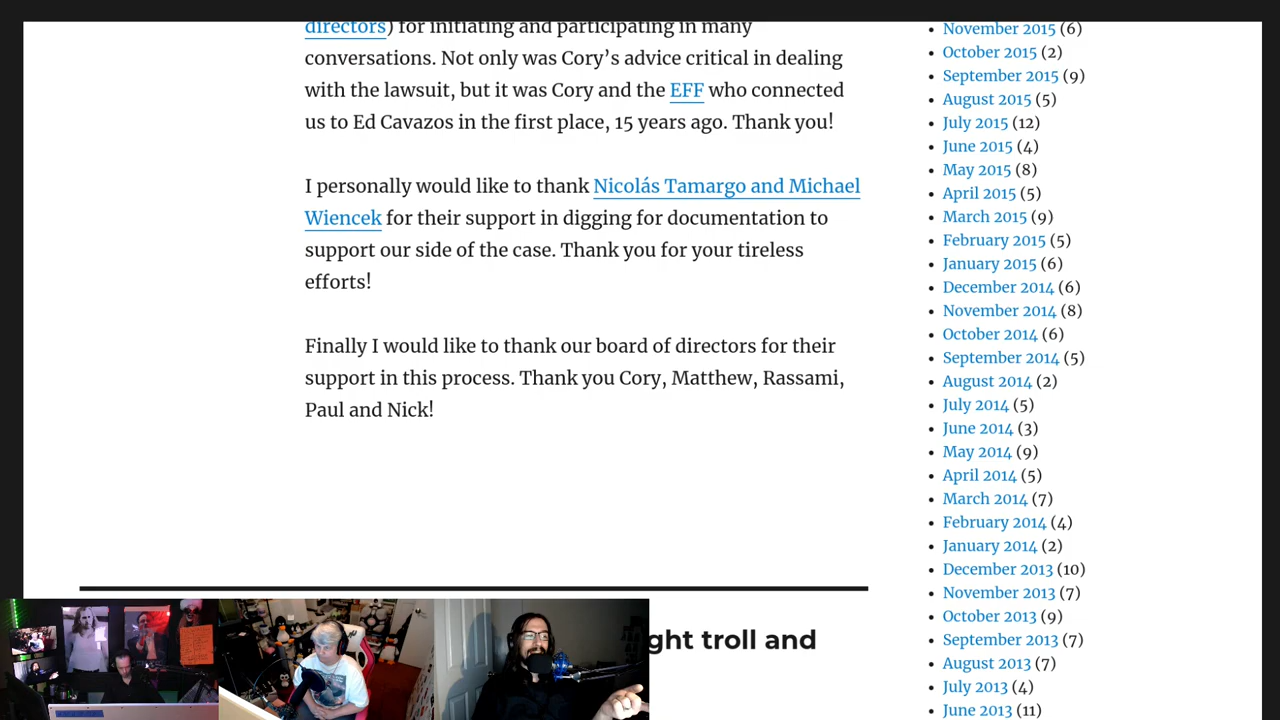 directors) for initiating and participating in many
conversations. Not only was Cory’s advice critical in dealing
with the lawsuit, but it was Cory and the EFF who connected
us to Ed Cavazos in the first place, 15 years ago. Thank you!
I personally would like to thank Nicolás Tamargo and Michael
Wiencek for their support in digging for documentation to
support our side of the case. Thank you for your tireless
efforts!
Finally I would like to thank our board of directors for their
support in this process. Thank you Cory, Matthew, Rassami,
Paul and Nick!
ght troll and
November 2015 (6)
October 2015 (2)
September 2015 (9)
August 2015 (5)
July 2015 (12)
June 2015 (4)
May 2015 (8)
April 2015 (5)
March 2015 (9)
February 2015 (5)
January 2015 (6)
December 2014 (6)
November 2014 (8)
October 2014 (6)
September 2014 (5)
August 2014 (2)
July 2014 (5)
June 2014 (3)
May 2014 (9)
April 2014 (5)
March 2014 (7)
February 2014 (4)
January 2014 (2)
December 2013 (10)
November 2013 (7)
October 2013 (9)
September 2013 (7)
August 2013 (7)
July 2013 (4)
June 2013 (11)